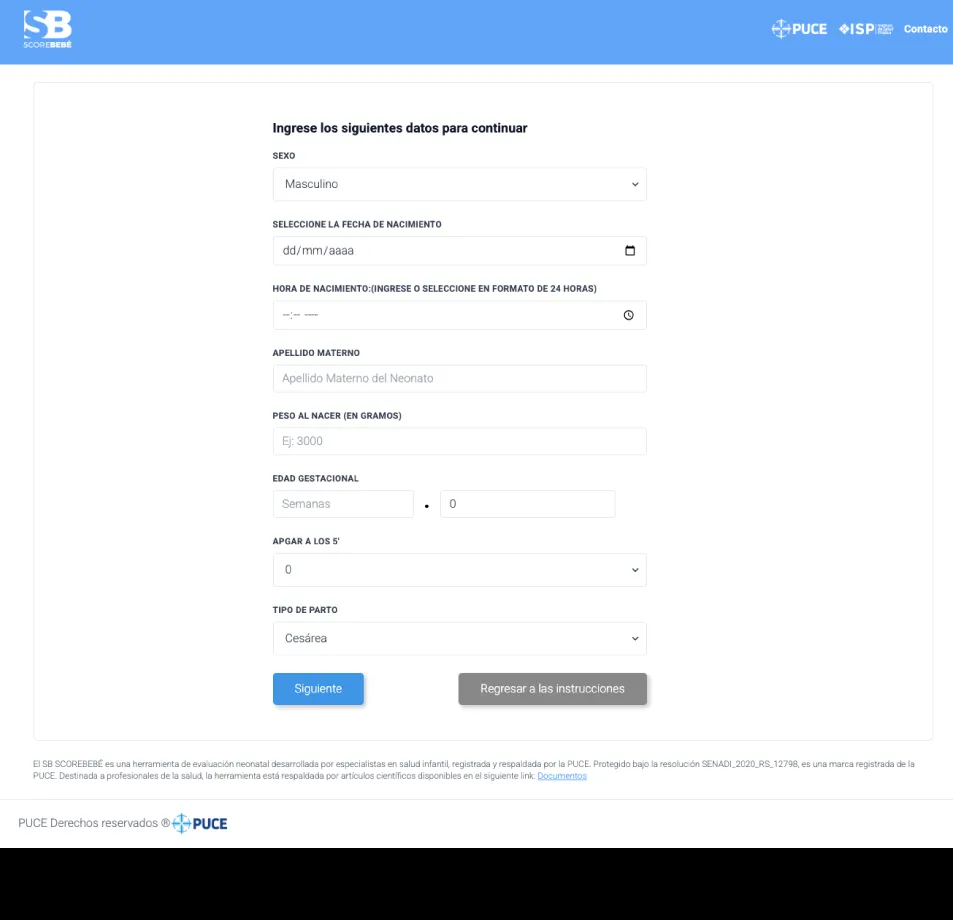 SB
SCOREBEBÉ
PUCE
ISP
Contacto
Ingrese los siguientes datos para continuar
SEXO
Masculino
SELECCIONE LA FECHA DE NACIMIENTO
dd/mm/aaaa
HORA DE NACIMIENTO:(INGRESE O SELECCIONE EN FORMATO DE 24 HORAS)
--:-- ----
APELLIDO MATERNO
Apellido Materno del Neonato
PESO AL NACER (EN GRAMOS)
Ej: 3000
EDAD GESTACIONAL
Semanas . 0
APGAR A LOS 5'
0
TIPO DE PARTO
Cesárea
Siguiente
Regresar a las instrucciones
El SB SCOREBEBÉ es una herramienta de evaluación neonatal desarrollada por especialistas en salud infantil, registrada y respaldada por la PUCE. Protegido bajo la resolución SENADI_2020_RS_12798, es una marca registrada de la
PUCE. Destinada a profesionales de la salud, la herramienta está respaldada por artículos científicos disponibles en el siguiente link: Documentos
PUCE Derechos reservados ® PUCE